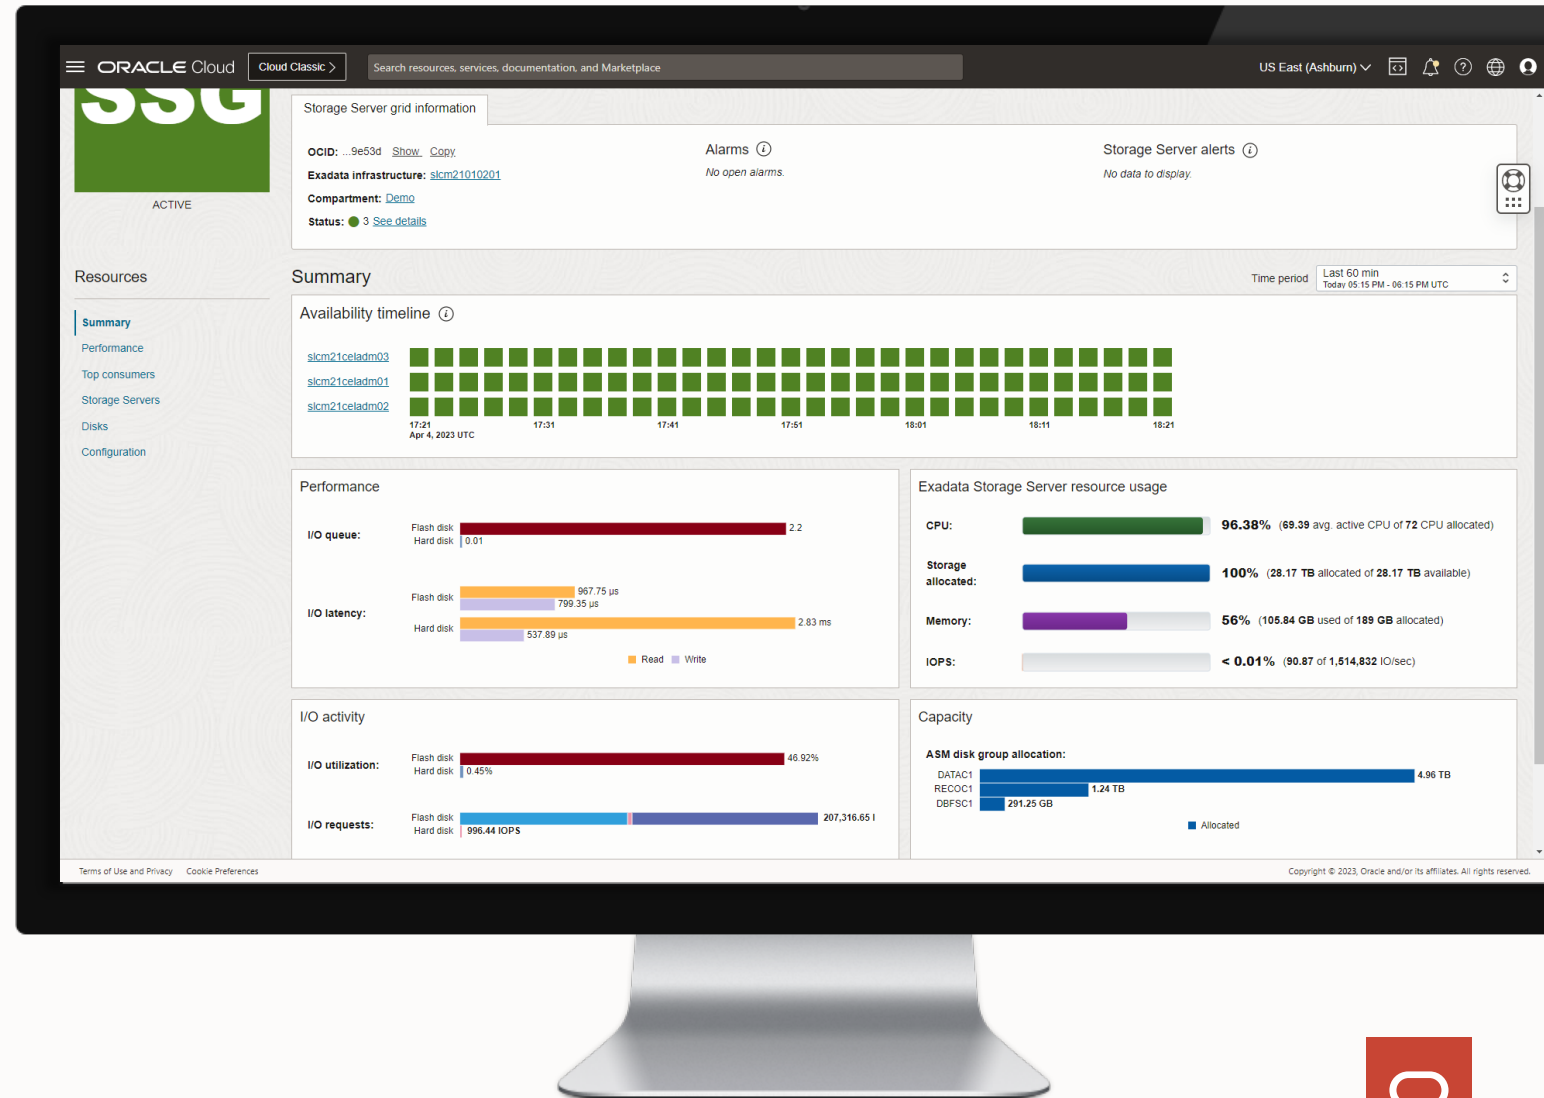 ORACLE Cloud
Cloud Classic >
Search resources, services, documentation, and Marketplace
US East (Ashburn)
SSG
ACTIVE
Storage Server grid information
OCID: ...9e53d Show Copy
Exadata infrastructure: slcm21010201
Compartment: Demo
Status: 3 See details
Alarms
No open alarms.
Storage Server alerts
No data to display.
Resources
Summary
Performance
Top consumers
Storage Servers
Disks
Configuration
Summary
Time period
Last 60 min
Today 05:15 PM - 06:15 PM UTC
Availability timeline
slcm21celadm03
slcm21celadm01
slcm21celadm02
17:21 17:31 17:41 17:51 18:01 18:11 18:21
Apr 4, 2023 UTC
Performance
I/O queue:
Flash disk 2.2
Hard disk 0.01
I/O latency:
Flash disk
967.75 µs
799.35 µs
Hard disk
2.83 ms
537.89 µs
Read Write
Exadata Storage Server resource usage
CPU: 96.38% (69.39 avg. active CPU of 72 CPU allocated)
Storage
allocated:
100% (28.17 TB allocated of 28.17 TB available)
Memory: 56% (105.84 GB used of 189 GB allocated)
IOPS: < 0.01% (90.87 of 1,514,832 IO/sec)
I/O activity
I/O utilization:
Flash disk 46.92%
Hard disk 0.45%
I/O requests:
Flash disk 207,316.65 I
Hard disk 996.44 IOPS
Capacity
ASM disk group allocation:
DATAC1 4.96 TB
RECOC1 1.24 TB
DBFSC1 291.25 GB
Allocated
Terms of Use and Privacy Cookie Preferences
Copyright © 2023, Oracle and/or its affiliates. All rights reserved.